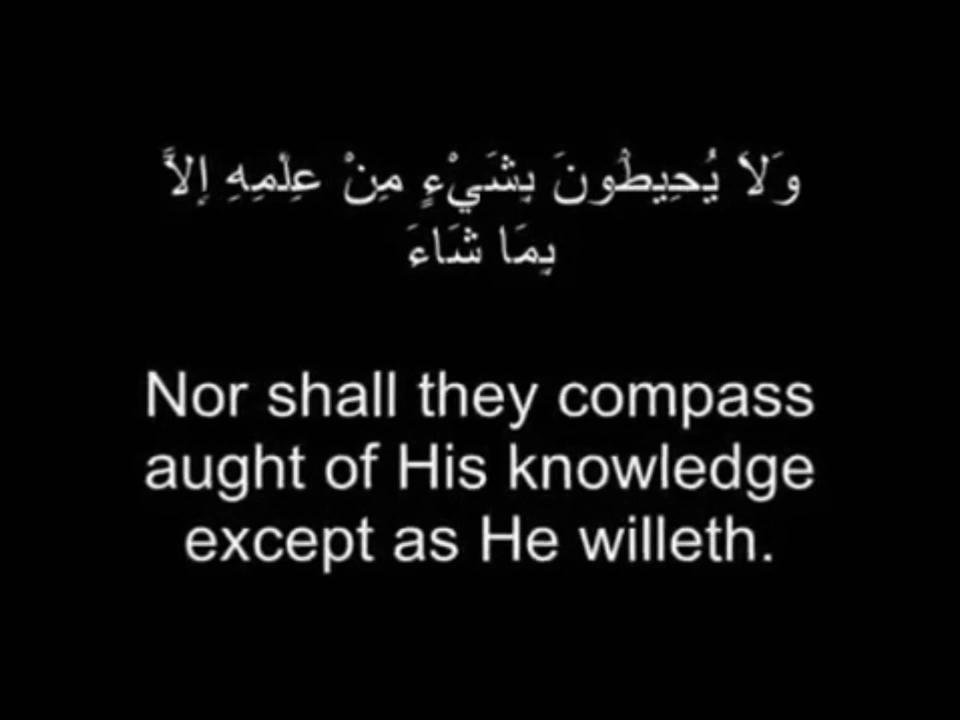 وَلاَ يُحِيطُونَ بِشَيْءٍ مِنْ عِلْمِهِ إِلاَّ
بِمَا شَاءَ
Nor shall they compass
aught of His knowledge
except as He willeth.